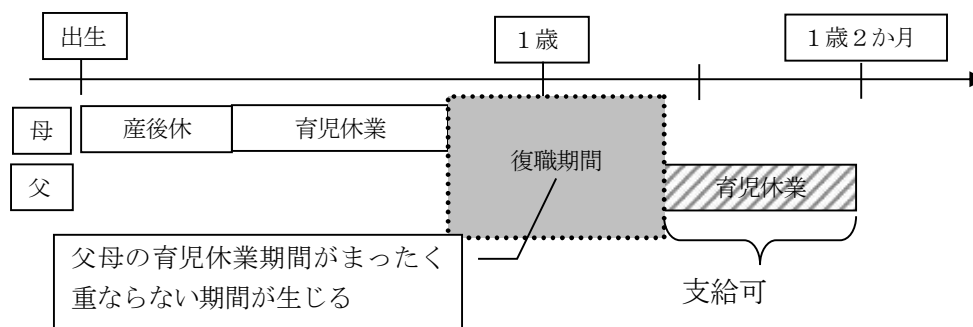 出生
1歳
1歳2か月
母
産後休
育児休業
復職期間
父
育児休業
父母の育児休業期間がまったく
重ならない期間が生じる
支給可